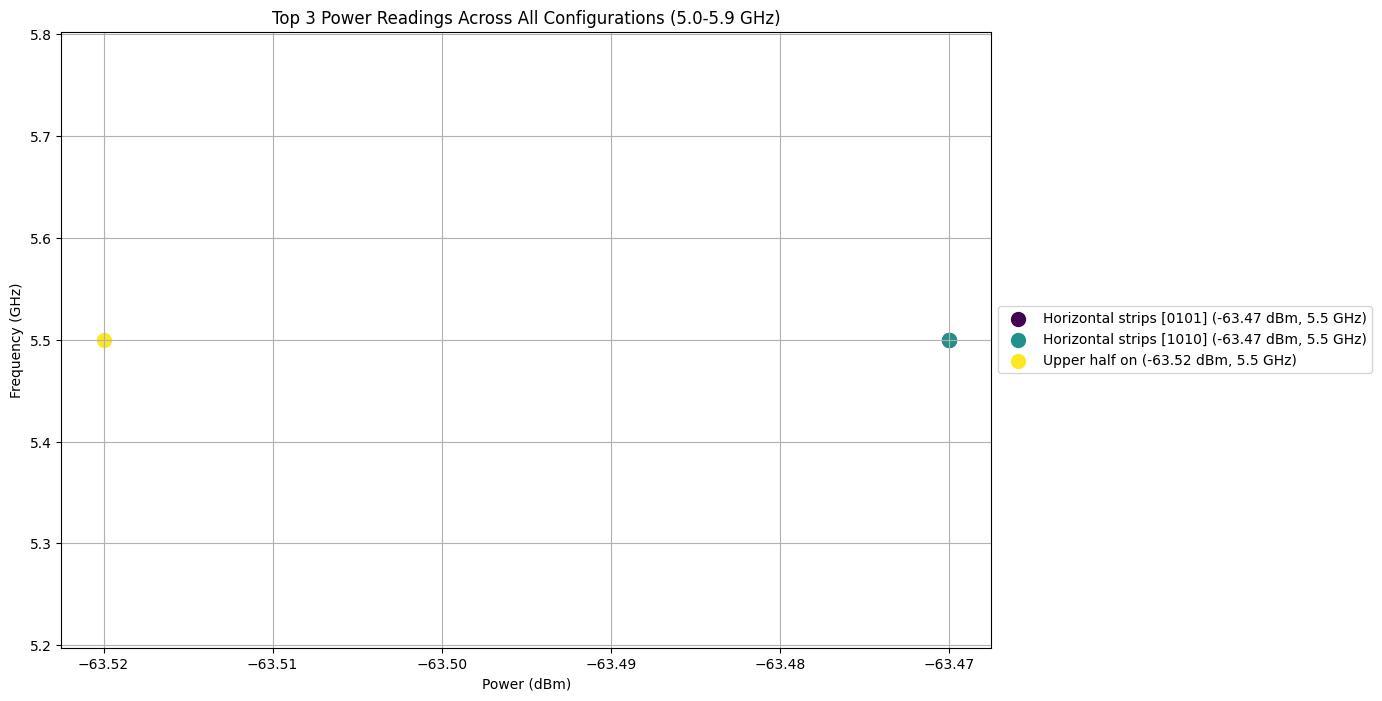 Top 3 Power Readings Across All Configurations (5.0-5.9 GHz)
Frequency (GHz)
5.8
5.7
5.6
5.5
5.4
5.3
5.2
−63.52 −63.51 −63.50 −63.49 −63.48 −63.47
Power (dBm)
Horizontal strips [0101] (-63.47 dBm, 5.5 GHz)
Horizontal strips [1010] (-63.47 dBm, 5.5 GHz)
Upper half on (-63.52 dBm, 5.5 GHz)